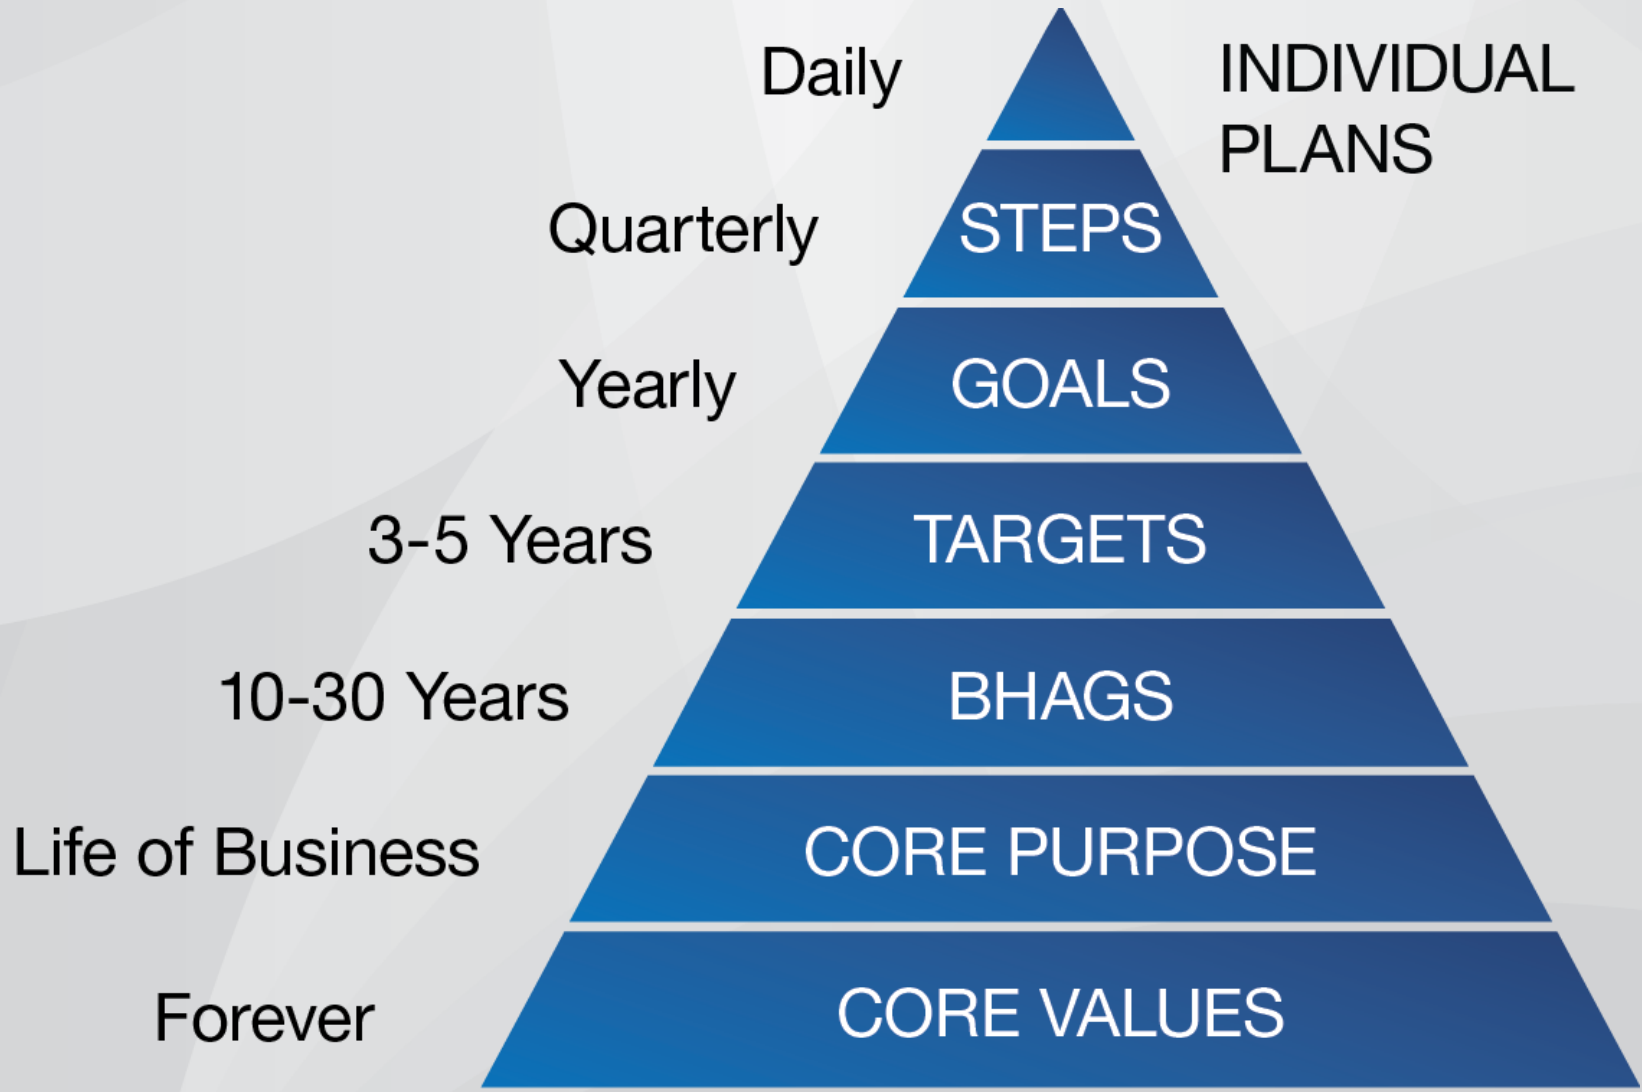 Daily
INDIVIDUAL
PLANS
Quarterly
STEPS
Yearly
GOALS
3-5 Years
TARGETS
10-30 Years
BHAGS
Life of Business
CORE PURPOSE
Forever
CORE VALUES